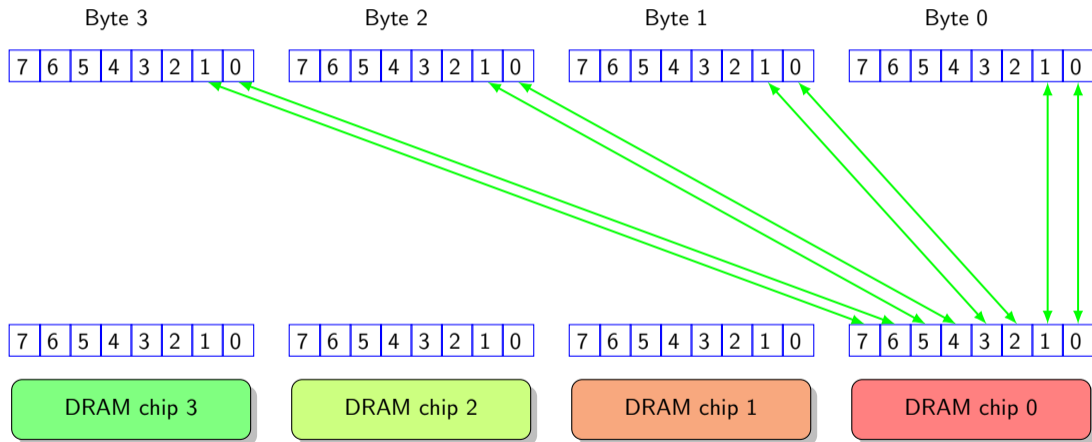 Byte 3 Byte 2 Byte 1 Byte 0
7 6 5 4 3 2 1 0 7 6 5 4 3 2 1 0 7 6 5 4 3 2 1 0 7 6 5 4 3 2 1 0
7 6 5 4 3 2 1 0 7 6 5 4 3 2 1 0 7 6 5 4 3 2 1 0 7 6 5 4 3 2 1 0
DRAM chip 3 DRAM chip 2 DRAM chip 1 DRAM chip 0